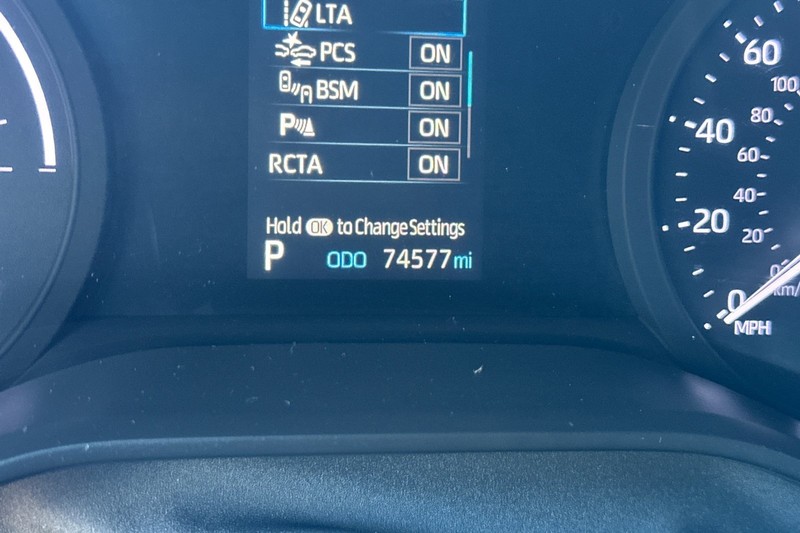 LTA
PCS ON
BSM ON
P ON
RCTA ON
Hold OK to Change Settings
P ODO 74577 mi
60
100
40
80
60
40
20
20
0
0
km/
MPH